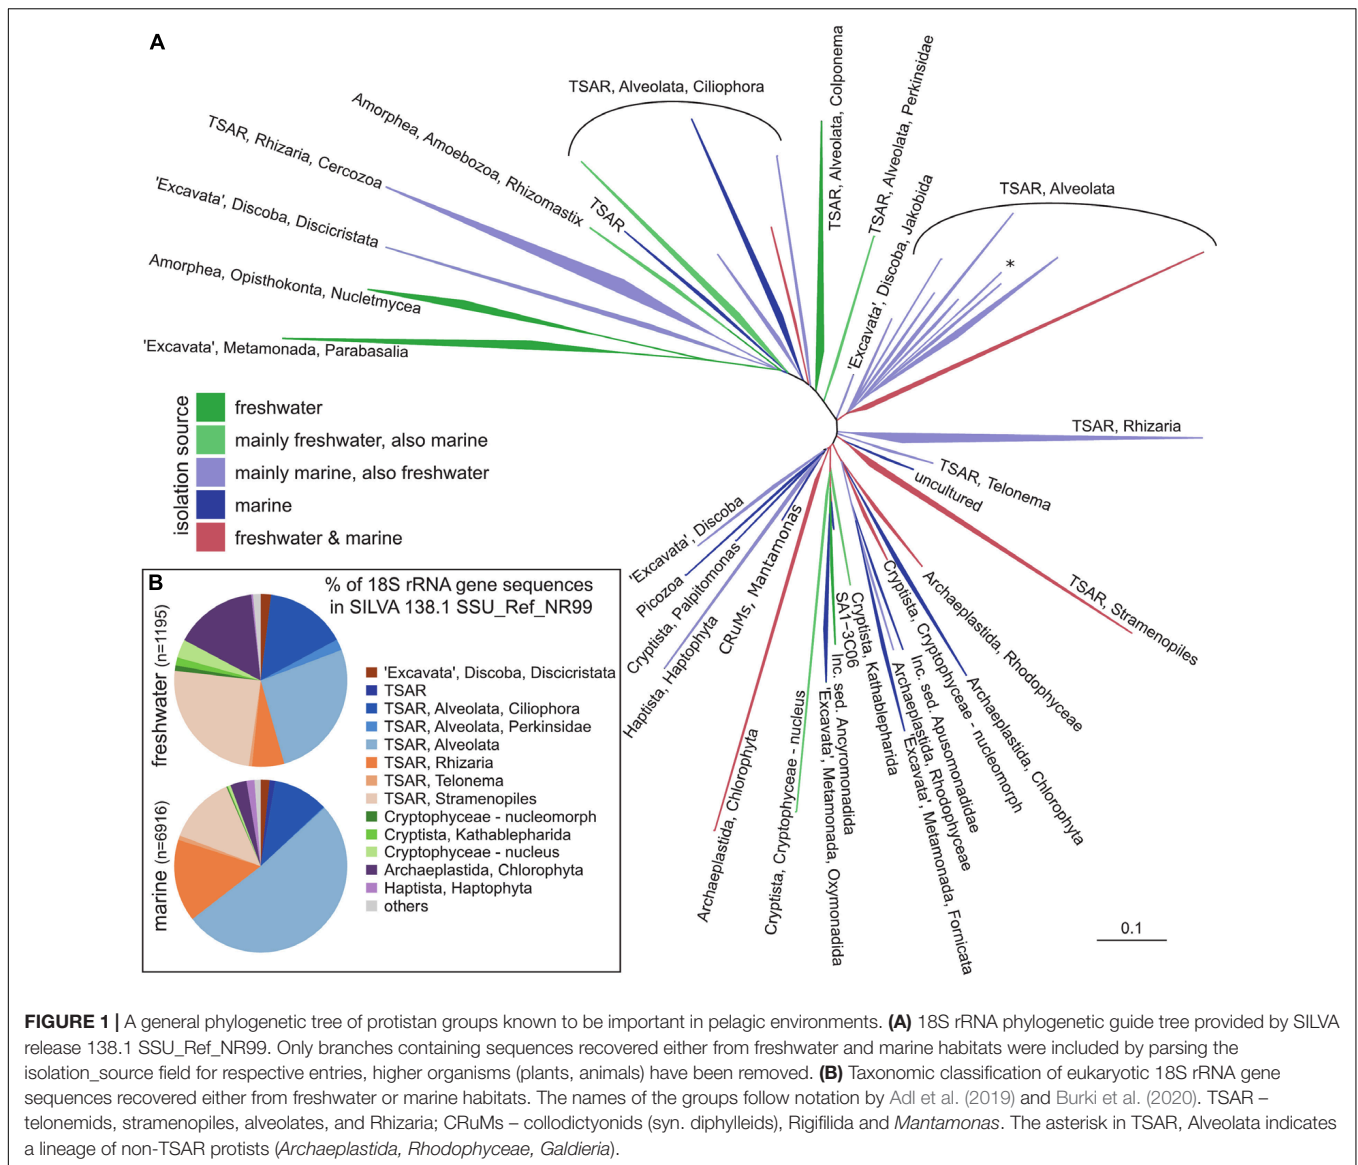 A
TSAR, Alveolata, Ciliophora
TSAR, Alveolata, Colponema
TSAR, Alveolata, Perkinsidae
Amorphea, Amoebozoa, Rhizomastix
TSAR, Rhizaria, Cercozoa
TSAR
'Excavata', Discoba, Jakobida
TSAR, Alveolata
*
'Excavata', Discoba, Discicristata
Amorphea, Opisthokonta, Nucletmycea
'Excavata', Metamonada, Parabasalia
isolation source
freshwater
mainly freshwater, also marine
mainly marine, also freshwater
marine
freshwater & marine
TSAR, Rhizaria
TSAR, Telonema
uncultured
TSAR, Stramenopiles
Archaeplastida, Rhodophyceae
Archaeplastida, Chlorophyta
Cryptista, Cryptophyceae - nucleomorph
Inc. sed. Apusomonadidae
Archaeplastida, Rhodophyceae
'Excavata', Metamonada, Fornicata
Cryptista, Kathablepharida
SA1-3C06
Inc. sed. Ancyromonadida
'Excavata', Metamonada, Oxymonadida
Cryptista, Cryptophyceae - nucleus
Archaeplastida, Chlorophyta
CRuMs, Mantamonas
Haptista, Haptophyta
Cryptista, Palpitomonas
Picozoa
'Excavata', Discoba
0.1
B
% of 18S rRNA gene sequences
in SILVA 138.1 SSU_Ref_NR99
freshwater (n=1195)
marine (n=6916)
'Excavata', Discoba, Discicristata
TSAR
TSAR, Alveolata, Ciliophora
TSAR, Alveolata, Perkinsidae
TSAR, Alveolata
TSAR, Rhizaria
TSAR, Telonema
TSAR, Stramenopiles
Cryptophyceae - nucleomorph
Cryptista, Kathablepharida
Cryptophyceae - nucleus
Archaeplastida, Chlorophyta
Haptista, Haptophyta
others
FIGURE 1 | A general phylogenetic tree of protistan groups known to be important in pelagic environments. (A) 18S rRNA phylogenetic guide tree provided by SILVA
release 138.1 SSU_Ref_NR99. Only branches containing sequences recovered either from freshwater and marine habitats were included by parsing the
isolation_source field for respective entries, higher organisms (plants, animals) have been removed. (B) Taxonomic classification of eukaryotic 18S rRNA gene
sequences recovered either from freshwater or marine habitats. The names of the groups follow notation by Adl et al. (2019) and Burki et al. (2020). TSAR –
telonemids, stramenopiles, alveolates, and Rhizaria; CRuMs – collodictyonids (syn. diphylleids), Rigifilida and Mantamonas. The asterisk in TSAR, Alveolata indicates
a lineage of non-TSAR protists (Archaeplastida, Rhodophyceae, Galdieria).